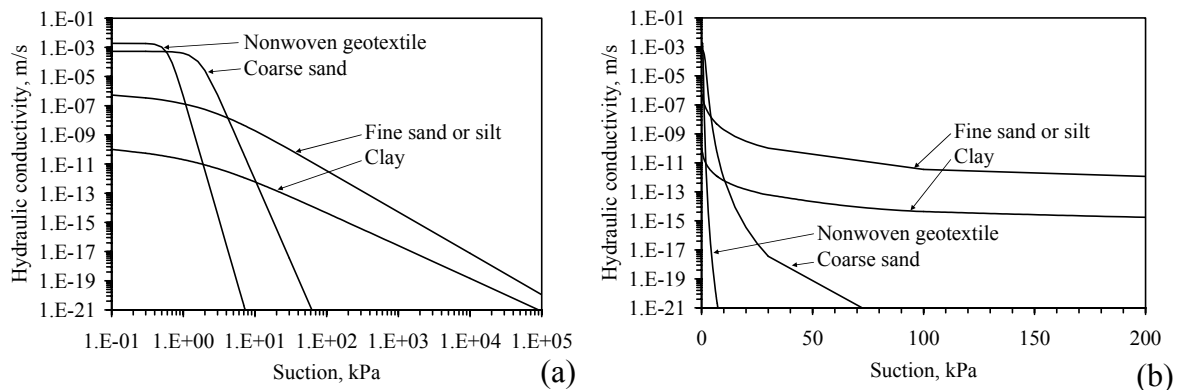 1.E-01
1.E-03
1.E-05
1.E-07
1.E-09
1.E-11
1.E-13
1.E-15
1.E-17
1.E-19
1.E-21
Hydraulic conductivity, m/s
Nonwoven geotextile
Coarse sand
Fine sand or silt
Clay
1.E-01 1.E+00 1.E+01 1.E+02 1.E+03 1.E+04 1.E+05
Suction, kPa
(a)
1.E-01
1.E-03
1.E-05
1.E-07
1.E-09
1.E-11
1.E-13
1.E-15
1.E-17
1.E-19
1.E-21
Hydraulic conductivity, m/s
Fine sand or silt
Clay
Nonwoven geotextile
Coarse sand
0 50 100 150 200
Suction, kPa
(b)